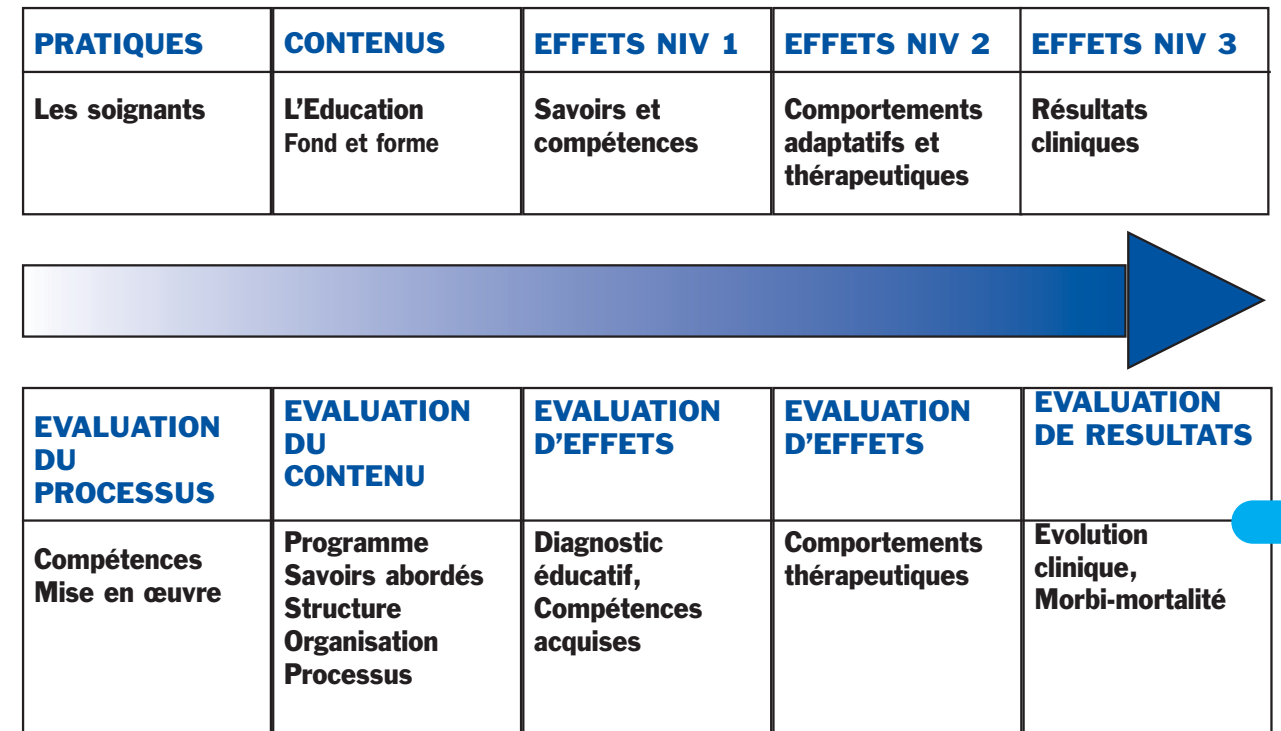 PRATIQUES
CONTENUS
EFFETS NIV 1
EFFETS NIV 2
EFFETS NIV 3
Les soignants
L'Education
Fond et forme
Savoirs et
compétences
Comportements
adaptatifs et
thérapeutiques
Résultats
cliniques
EVALUATION
DU
PROCESSUS
EVALUATION
DU
CONTENU
EVALUATION
D'EFFETS
EVALUATION
D'EFFETS
EVALUATION
DE RESULTATS
Compétences
Mise en œuvre
Programme
Savoirs abordés
Structure
Organisation
Processus
Diagnostic
éducatif,
Compétences
acquises
Comportements
thérapeutiques
Evolution
clinique,
Morbi-mortalité